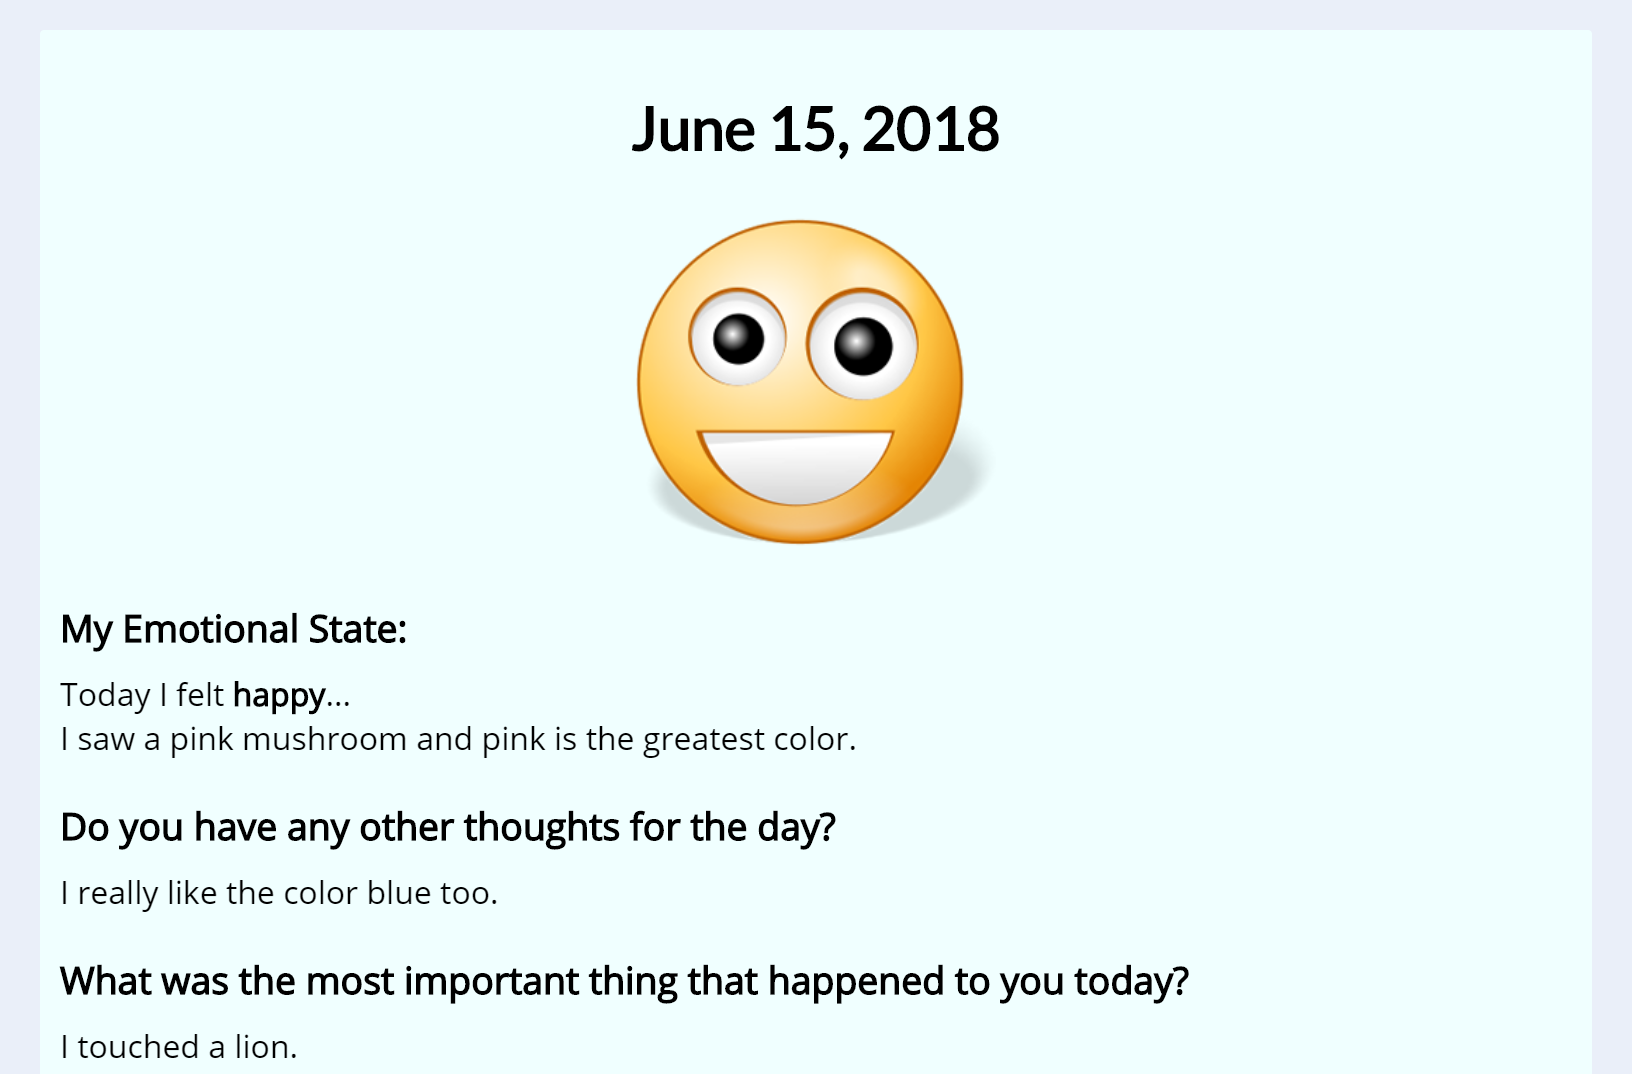 June 15, 2018
My Emotional State:
Today I felt happy...
I saw a pink mushroom and pink is the greatest color.
Do you have any other thoughts for the day?
I really like the color blue too.
What was the most important thing that happened to you today?
I touched a lion.